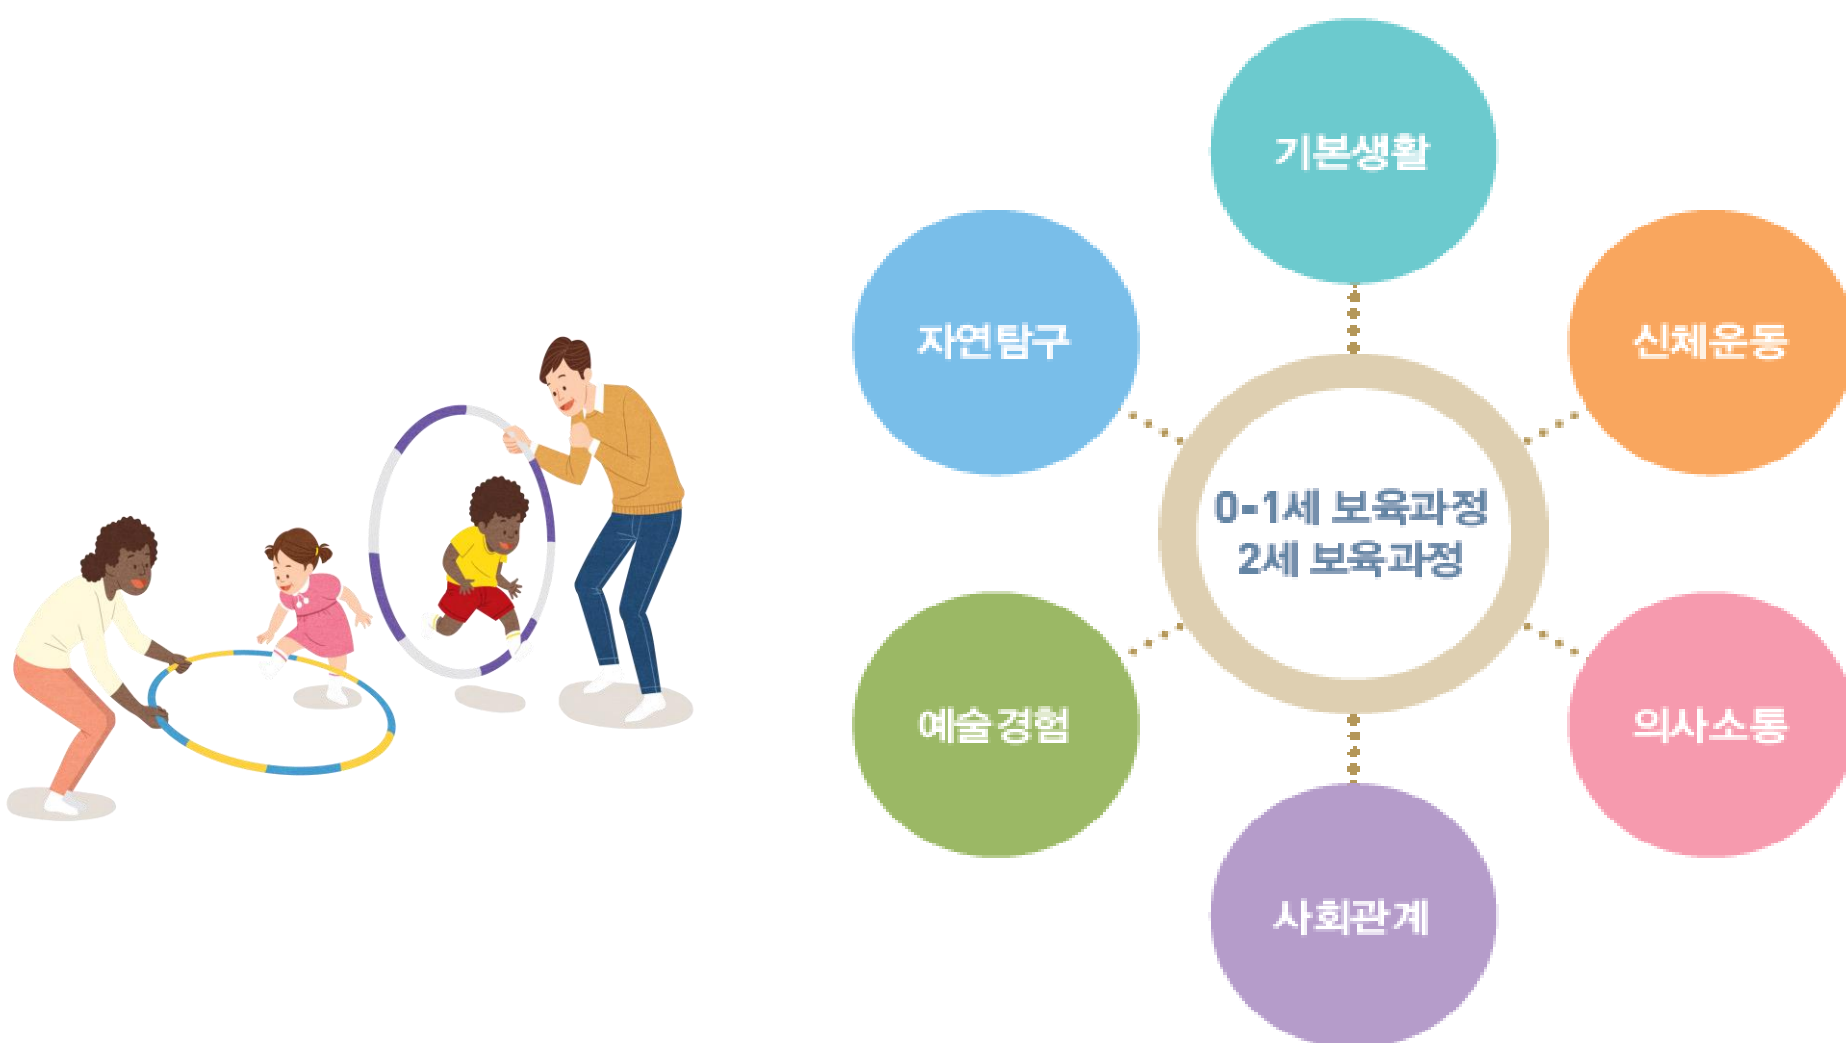 기본생활
자연탐구
신체운동
0-1세 보육과정
2세 보육과정
예술경험
의사소통
사회관계